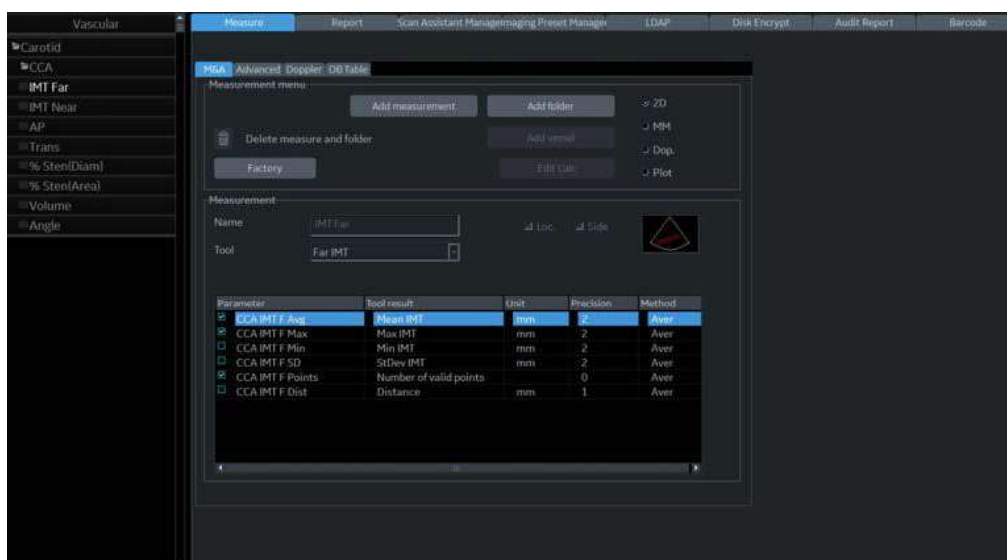 Vascular
Measure Report Scan Assistant Manage Imaging Preset Manager LDAP Disk Encrypt Audit Report Barcode
Carotid
CCA
IMT Far
IMT Near
AP
Trans
% Sten(Diam)
% Sten(Area)
Volume
Angle
M&A Advanced Doppler OB Table
Measurement menu
Add measurement Add folder 2D
MM
Delete measure and folder Add vessel
Dop.
Factory Edit Calc Plot
Measurement
Name IMT Far Loc. Side
Tool Far IMT
Parameter Tool result Unit Precision Method
CCA IMT F Avg Mean IMT mm 2 Aver
CCA IMT F Max Max IMT mm 2 Aver
CCA IMT F Min Min IMT mm 2 Aver
CCA IMT F SD StDev IMT mm 2 Aver
CCA IMT F Points Number of valid points 0 Aver
CCA IMT F Dist Distance mm 1 Aver